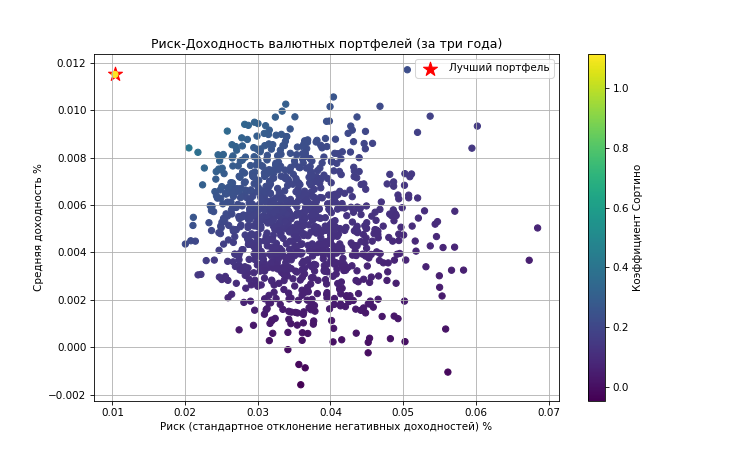 Риск-Доходность валютных портфелей (за три года)
Лучший портфель
0.012
0.010
0.008
0.006
0.004
0.002
0.000
−0.002
Средняя доходность %
0.01 0.02 0.03 0.04 0.05 0.06 0.07
Риск (стандартное отклонение негативных доходностей) %
1.0
0.8
0.6
0.4
0.2
0.0
Коэффициент Сортино